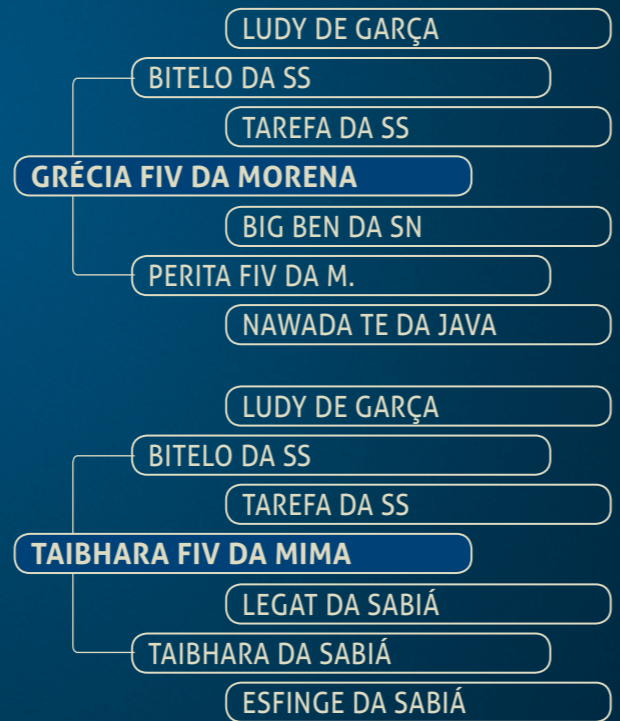 LUDY DE GARÇA
BITELO DA SS
TAREFA DA SS
GRÉCIA FIV DA MORENA
BIG BEN DA SN
PERITA FIV DA M.
NAWADA TE DA JAVA
LUDY DE GARÇA
BITELO DA SS
TAREFA DA SS
TAIBHARA FIV DA MIMA
LEGAT DA SABIÁ
TAIBHARA DA SABIÁ
ESFINGE DA SABIÁ